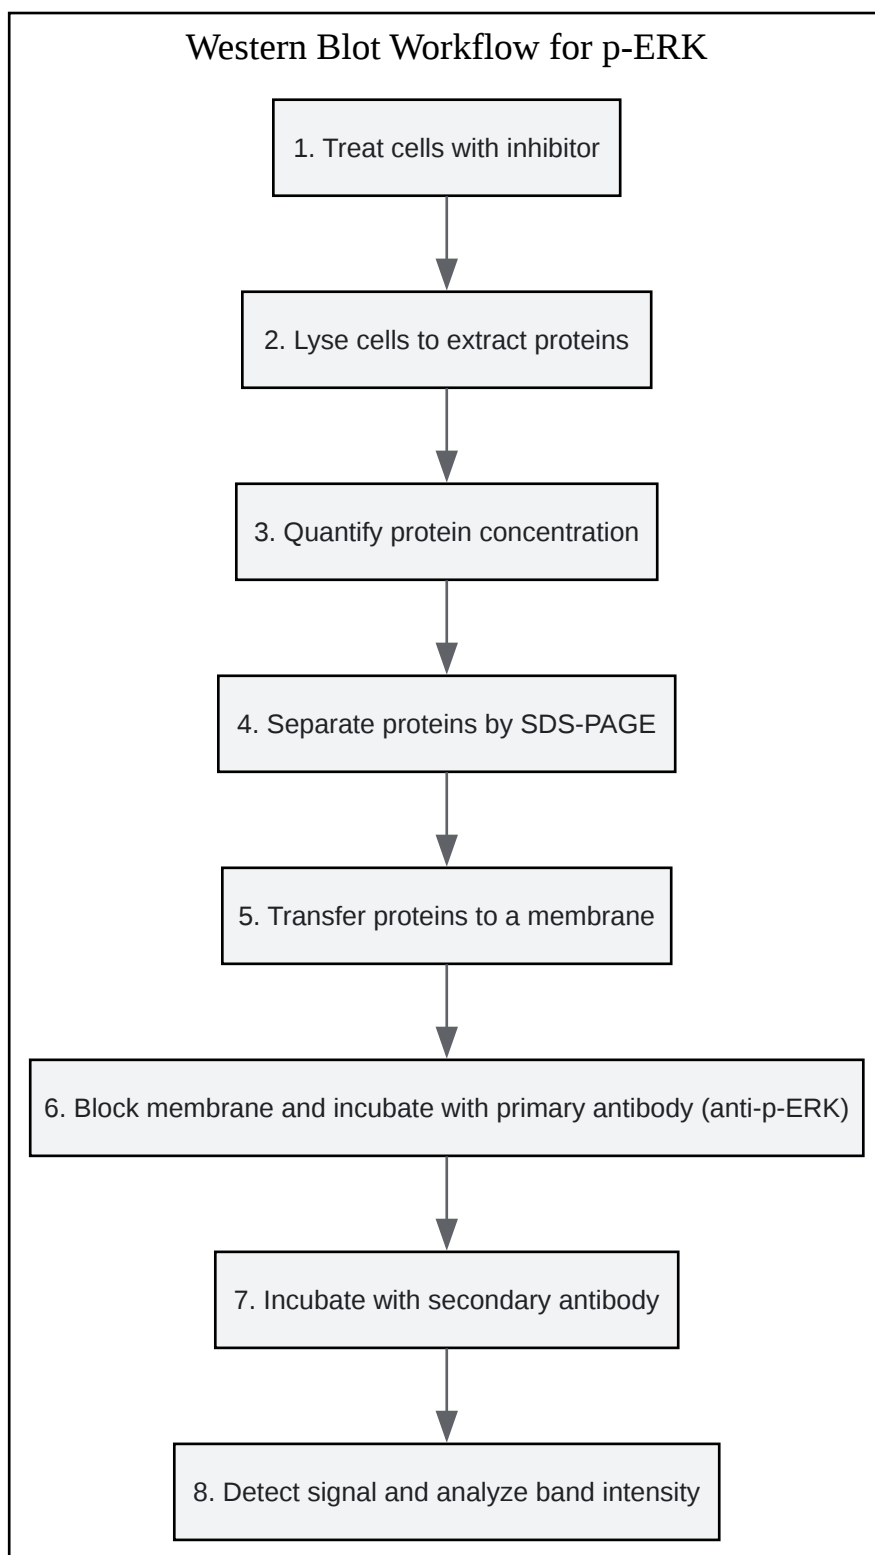 Western Blot Workflow for p-ERK
1. Treat cells with inhibitor
2. Lyse cells to extract proteins
3. Quantify protein concentration
4. Separate proteins by SDS-PAGE
5. Transfer proteins to a membrane
6. Block membrane and incubate with primary antibody (anti-p-ERK)
7. Incubate with secondary antibody
8. Detect signal and analyze band intensity